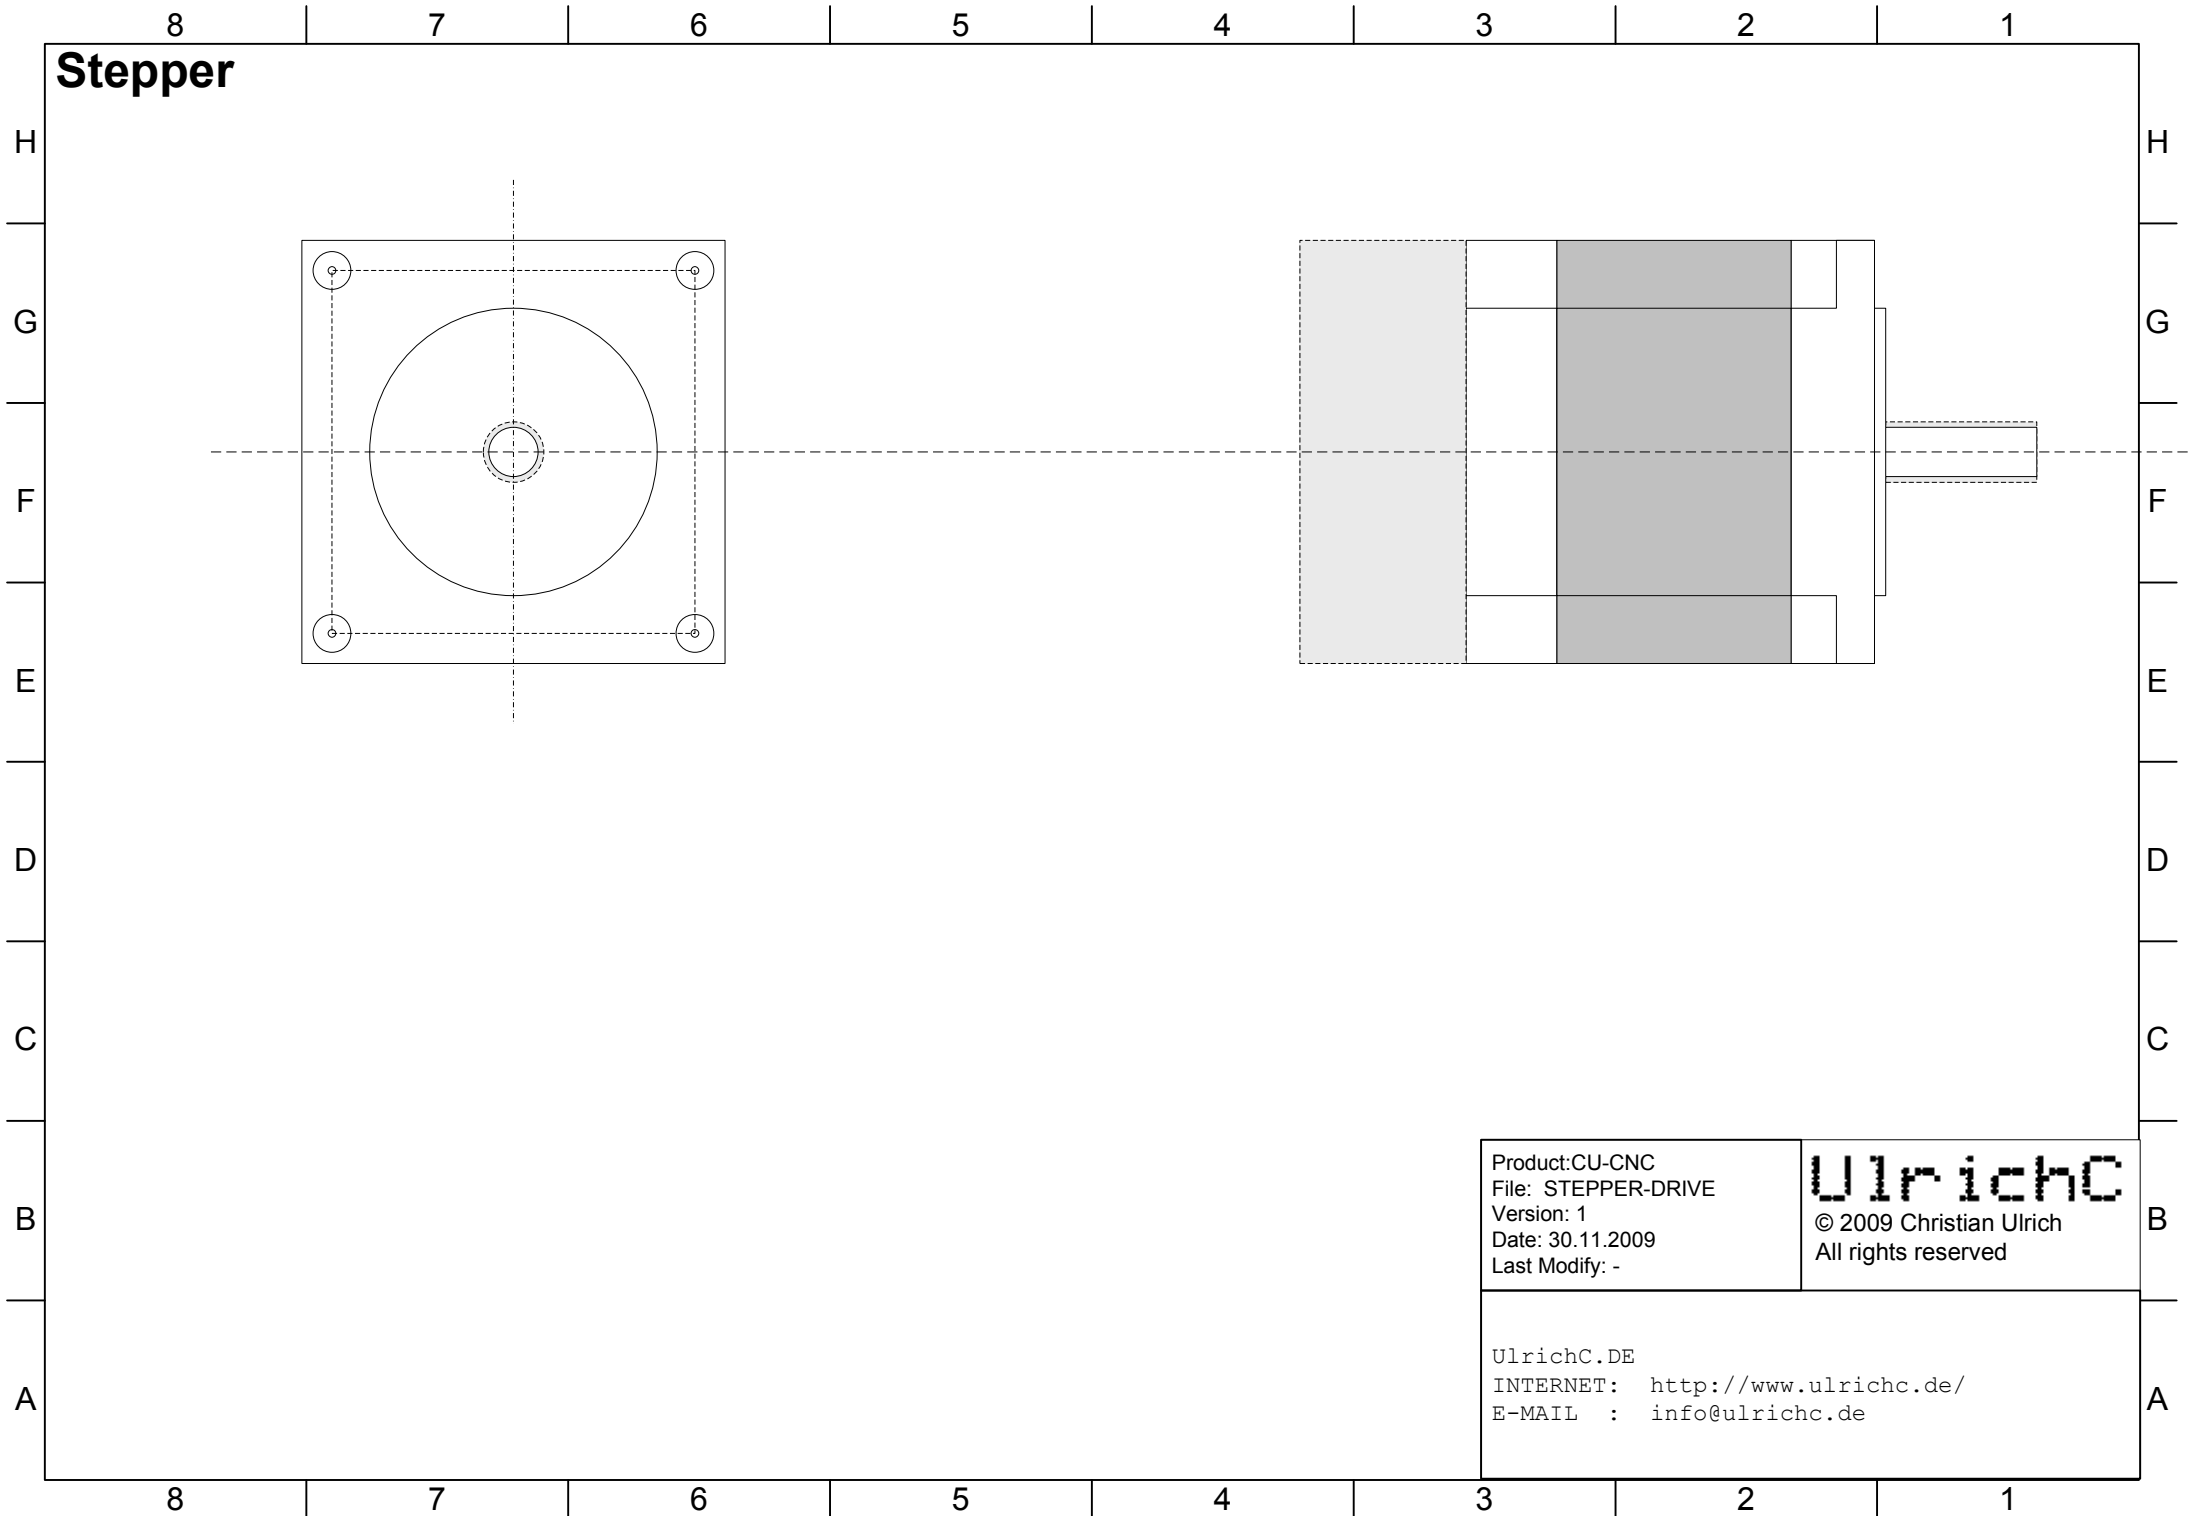 8 7 6 5 4 3 2 1
Stepper
H H
G G
F F
E E
D D
C C
B B
A A
Product:CU-CNC
File: STEPPER-DRIVE
Version: 1
Date: 30.11.2009
Last Modify: -
UlrichC
© 2009 Christian Ulrich
All rights reserved
UlrichC.DE
INTERNET: http://www.ulrichc.de/
E-MAIL : info@ulrichc.de
8 7 6 5 4 3 2 1